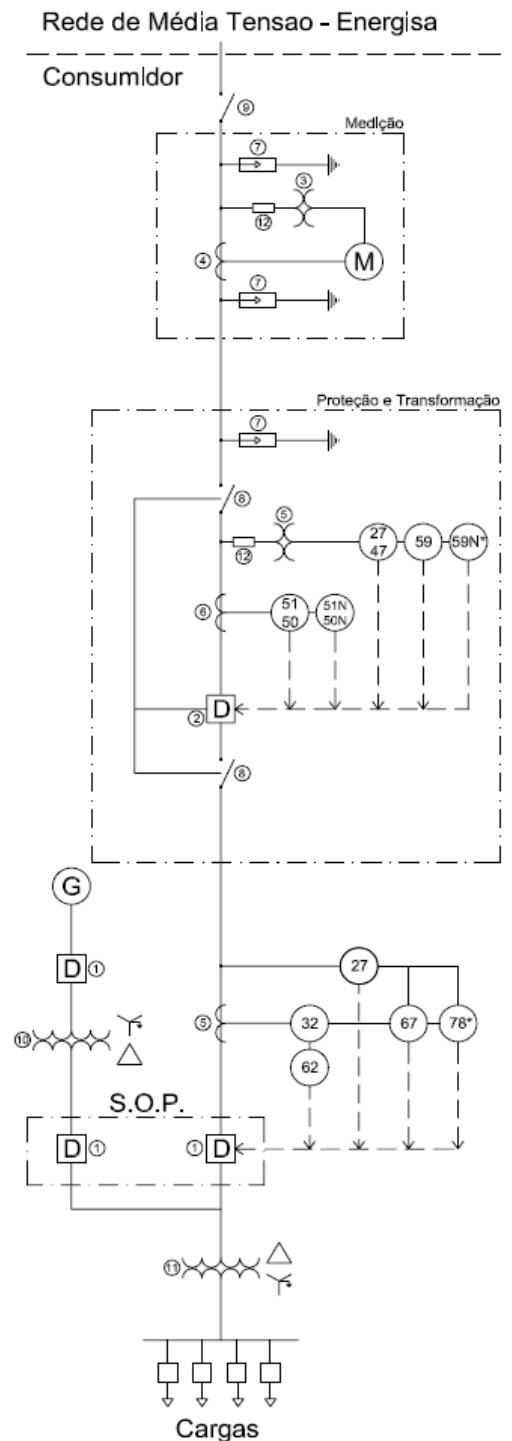 Rede de Média Tensao - Energisa
Consumidor
9
Medição
7
3
12
4
M
7
Proteção e Transformação
7
8
5
12
27
47
59
59N*
6
51
50
51N
50N
D
2
8
G
D
1
27
5
32
67
78*
10
62
S.O.P.
D
1
1
D
11
Cargas